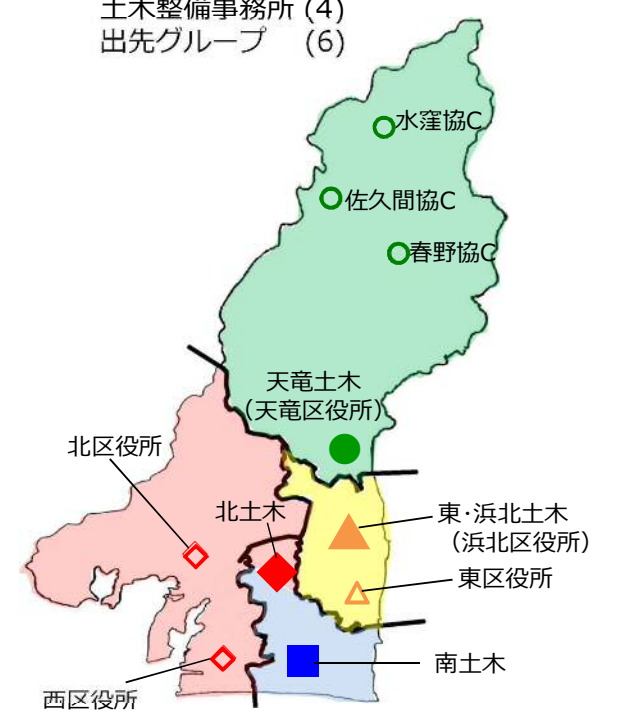 土木整備事務所 (4)
出先グループ (6)
水窪協C
佐久間協C
春野協C
天竜土木
(天竜区役所)
北区役所
北土木
東･浜北土木
(浜北区役所)
東区役所
南土木
西区役所